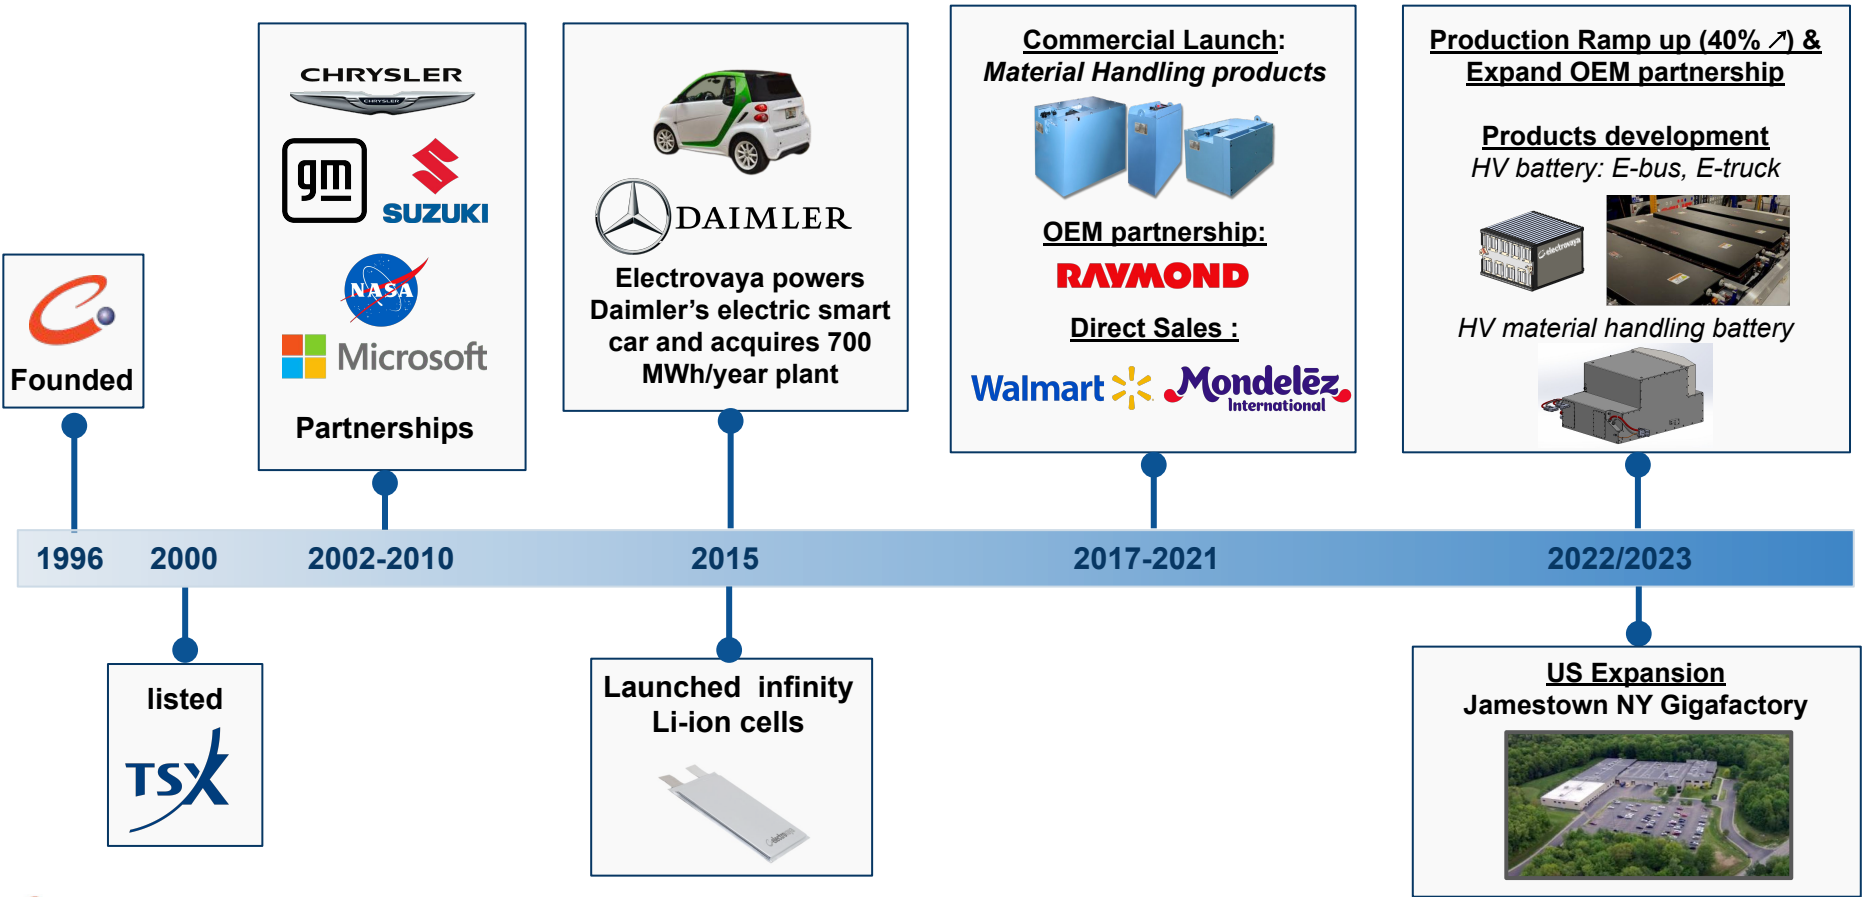 Founded
CHRYSLER
CHRYSLER
gm
SUZUKI
NASA
Microsoft
Partnerships
DAIMLER
Electrovaya powers
Daimler’s electric smart
car and acquires 700
MWh/year plant
Commercial Launch:
Material Handling products
OEM partnership:
RAYMOND
Direct Sales :
Walmart
Mondelēz
International
Production Ramp up (40% ↗) &
Expand OEM partnership
Products development
HV battery: E-bus, E-truck
electrovaya
HV material handling battery
1996
2000
2002-2010
2015
2017-2021
2022/2023
listed
TSX
Launched infinity
Li-ion cells
electrovaya
US Expansion
Jamestown NY Gigafactory